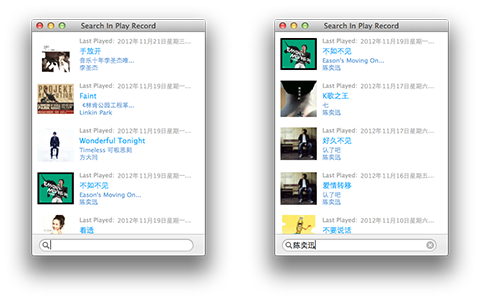 Search In Play Record
Last Played: 2012年11月21日星期三...
手放开
音乐十年李圣杰唯...
李圣杰
Last Played: 2012年11月19日星期一...
Faint
《林肯公园工程革...
Linkin Park
Last Played: 2012年11月19日星期一...
Wonderful Tonight
Timeless 可啦思刻
方大同
Last Played: 2012年11月19日星期一...
不如不见
Eason's Moving On...
陈奕迅
Last Played: 2012年11月19日星期一...
看透
Search In Play Record
Last Played: 2012年11月19日星期一...
不如不见
Eason's Moving On...
陈奕迅
Last Played: 2012年11月17日星期六...
K歌之王
七
陈奕迅
Last Played: 2012年11月17日星期六...
好久不见
认了吧
陈奕迅
Last Played: 2012年11月16日星期五...
爱情转移
认了吧
陈奕迅
Last Played: 2012年11月10日星期六...
不要说话
陈奕迅